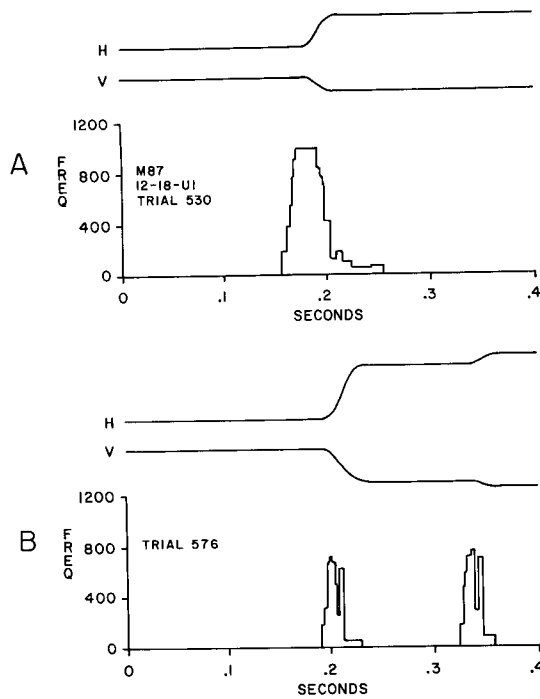 H
V
A
FREQ
1200
800
400
0
M87
12-18-U1
TRIAL 530
0 .1 .2 .3 .4
SECONDS
H
V
B
FREQ
1200
800
400
0
TRIAL 576
0 .1 .2 .3 .4
SECONDS